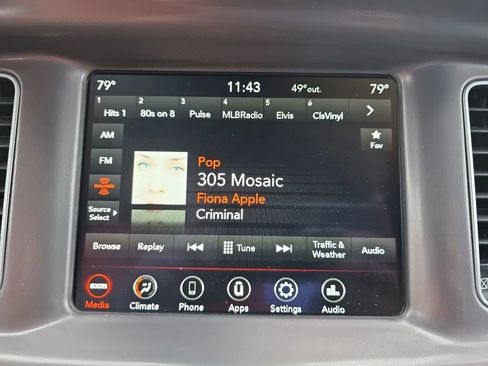 79° 11:43 49°out. 79°
1 2 3 4 5 6
Hits 1 80s on 8 Pulse MLBRadio Elvis ClsVinyl
AM
Fav
FM
Pop
305 Mosaic
Fiona Apple
Criminal
Source
Select
Browse Replay Tune Traffic &
Weather Audio
sxm
Media Climate Phone Apps Settings Audio